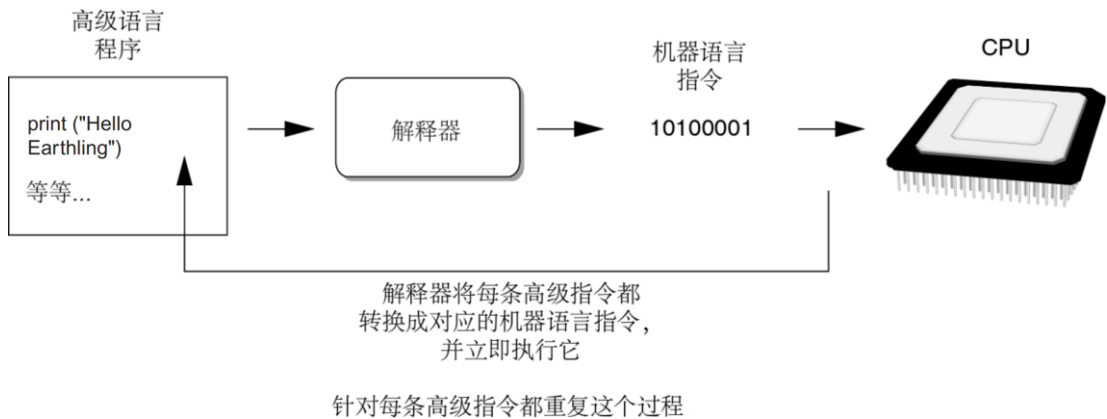 高级语言
程序
print ("Hello
Earthling")
等等...
解释器
机器语言
指令
10100001
CPU
解释器将每条高级指令都
转换成对应的机器语言指令，
并立即执行它
针对每条高级指令都重复这个过程